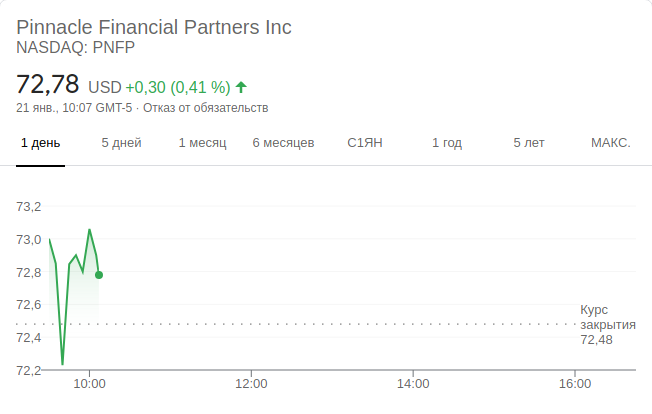 Pinnacle Financial Partners Inc
NASDAQ: PNFP
72,78 USD +0,30 (0,41 %)
21 янв., 10:07 GMT-5 · Отказ от обязательств
1 день 5 дней 1 месяц 6 месяцев С1ЯН 1 год 5 лет МАКС.
73,2
73,0
72,8
72,6
72,4
72,2
Курс
закрытия
72,48
10:00 12:00 14:00 16:00